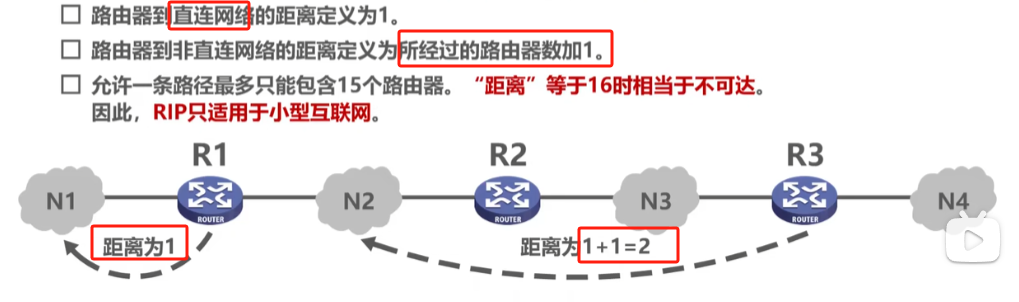 路由器到直连网络的距离定义为1。
路由器到非直连网络的距离定义为所经过的路由器数加1。
允许一条路径最多只能包含15个路由器。“距离”等于16时相当于不可达。
因此，RIP只适用于小型互联网。
R1 R2 R3
N1 N2 N3 N4
ROUTER ROUTER ROUTER
距离为1 距离为1+1=2